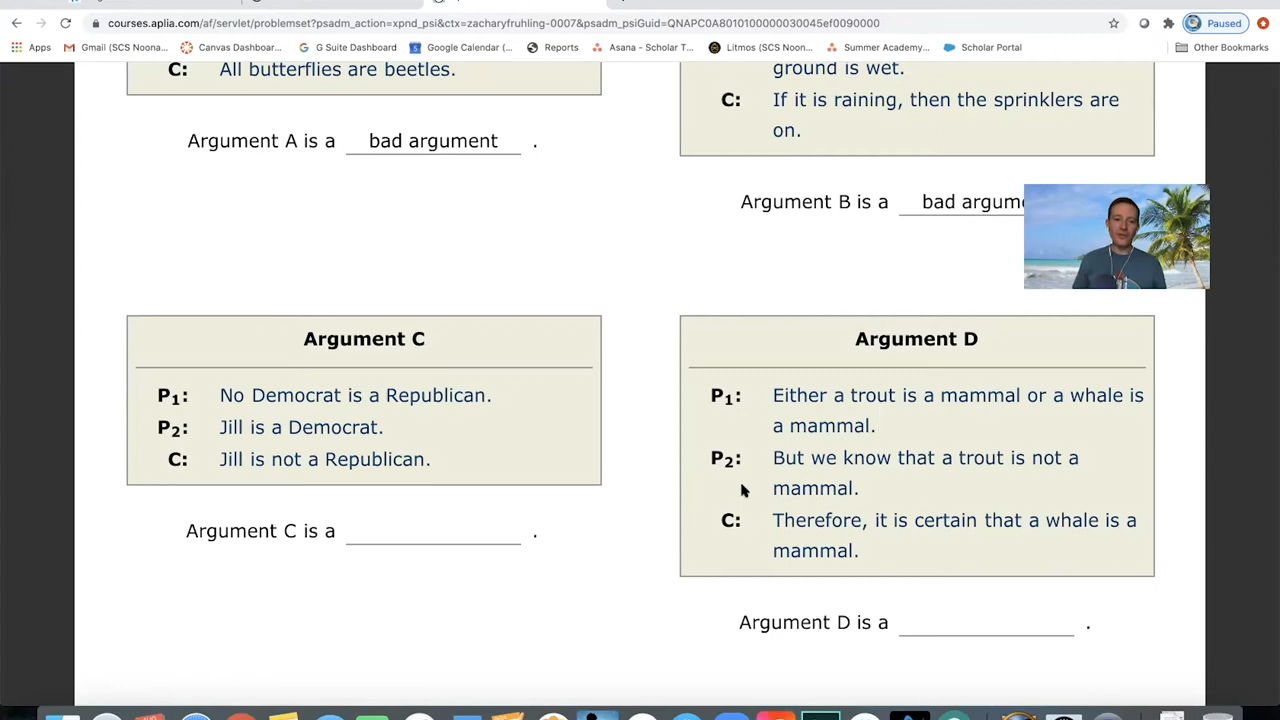 courses.aplia.com/af/servlet/problemset?psadm_action=xpnd_psi&ctx=zacharyfruhling-0007&psadm_psiGuid=QNAPC0A8010100000030045ef0090000
Paused
Apps
Gmail (SCS Noona...
Canvas Dashboar...
G Suite Dashboard
Google Calendar (...
Reports
Asana - Scholar T...
Litmos (SCS Noon...
Summer Academy...
Scholar Portal
Other Bookmarks
C: All butterflies are beetles.
Argument A is a bad argument .
ground is wet.
C: If it is raining, then the sprinklers are
on.
Argument B is a bad argume
Argument C
P1: No Democrat is a Republican.
P2: Jill is a Democrat.
C: Jill is not a Republican.
Argument C is a .
Argument D
P1: Either a trout is a mammal or a whale is
a mammal.
P2: But we know that a trout is not a
mammal.
C: Therefore, it is certain that a whale is a
mammal.
Argument D is a .